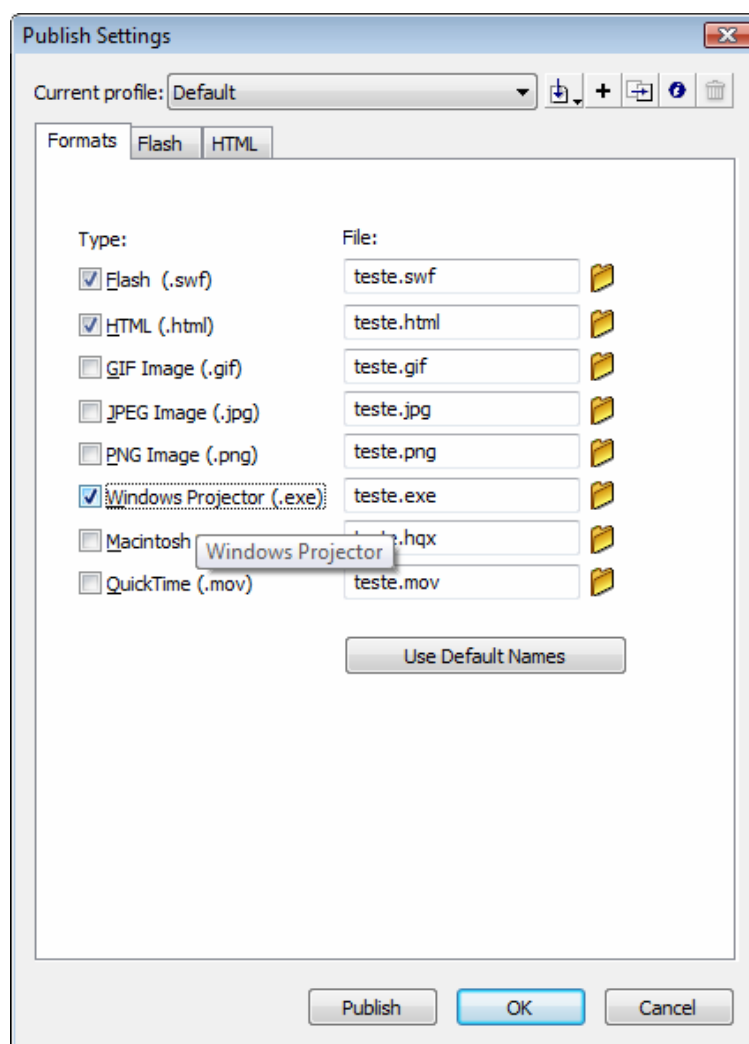 Publish Settings
Current profile: Default
Formats Flash HTML
Type: File:
Flash (.swf) teste.swf
HTML (.html) teste.html
GIF Image (.gif) teste.gif
JPEG Image (.jpg) teste.jpg
PNG Image (.png) teste.png
Windows Projector (.exe) teste.exe
Macintosh .hqx
Windows Projector
QuickTime (.mov) teste.mov
Use Default Names
Publish OK Cancel